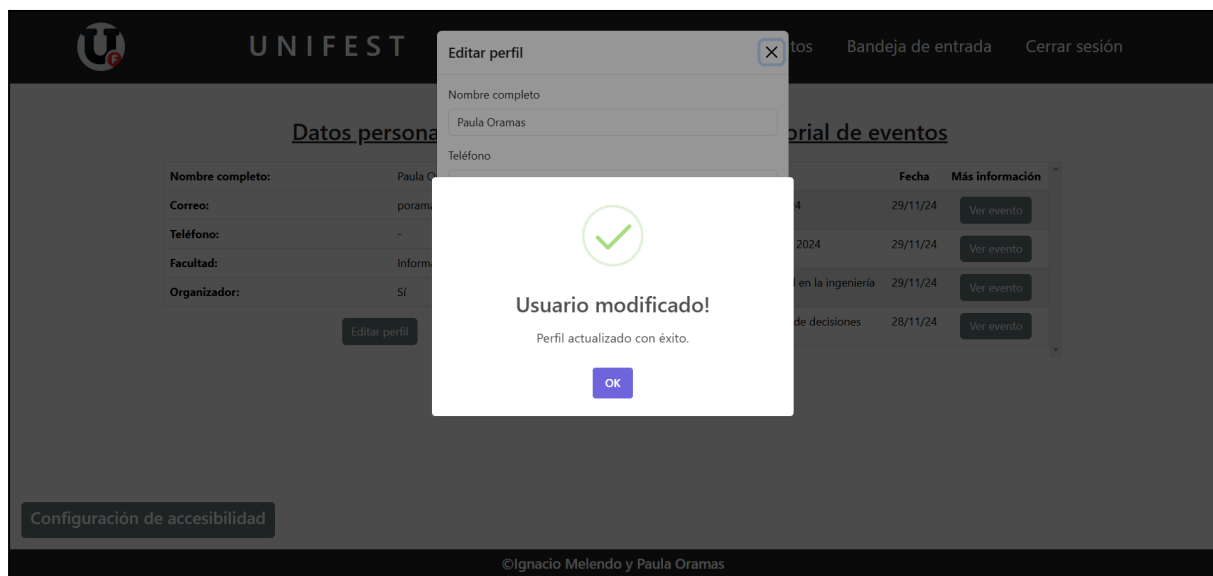 UNIFEST
tos Bandeja de entrada Cerrar sesión
Editar perfil
Nombre completo
Paula Oramas
Teléfono
Datos persona
orial de eventos
Nombre completo: Paula O
Correo: porama
Teléfono: -
Facultad: Inform
Organizador: Sí
Editar perfil
Fecha Más información
4 29/11/24 Ver evento
2024 29/11/24 Ver evento
en la ingeniería 29/11/24 Ver evento
de decisiones 28/11/24 Ver evento
Usuario modificado!
Perfil actualizado con éxito.
OK
Configuración de accesibilidad
©Ignacio Melendo y Paula Oramas